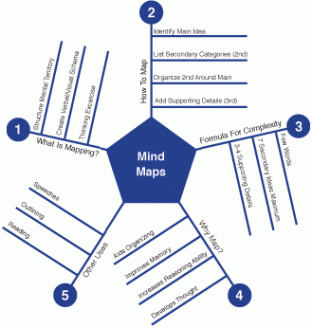 Mind
Maps
1
What Is Mapping?
Structure Mental Territory
Create Verbal/Visual Schema
Thinking Excercise
2
How To Map
Identify Main Idea
List Secondary Categories (2nd)
Organize 2nd Around Main
Add Supporting Details (3rd)
3
Formula For Complexity
Few Words
7 Secondary Ideas Maximum
3-4 Supporting Details
4
Why Map?
Aids Organizing
Improves Memory
Increases Reasoning Ability
Develops Thought
5
Other Uses
Speeches
Outlining
Reading